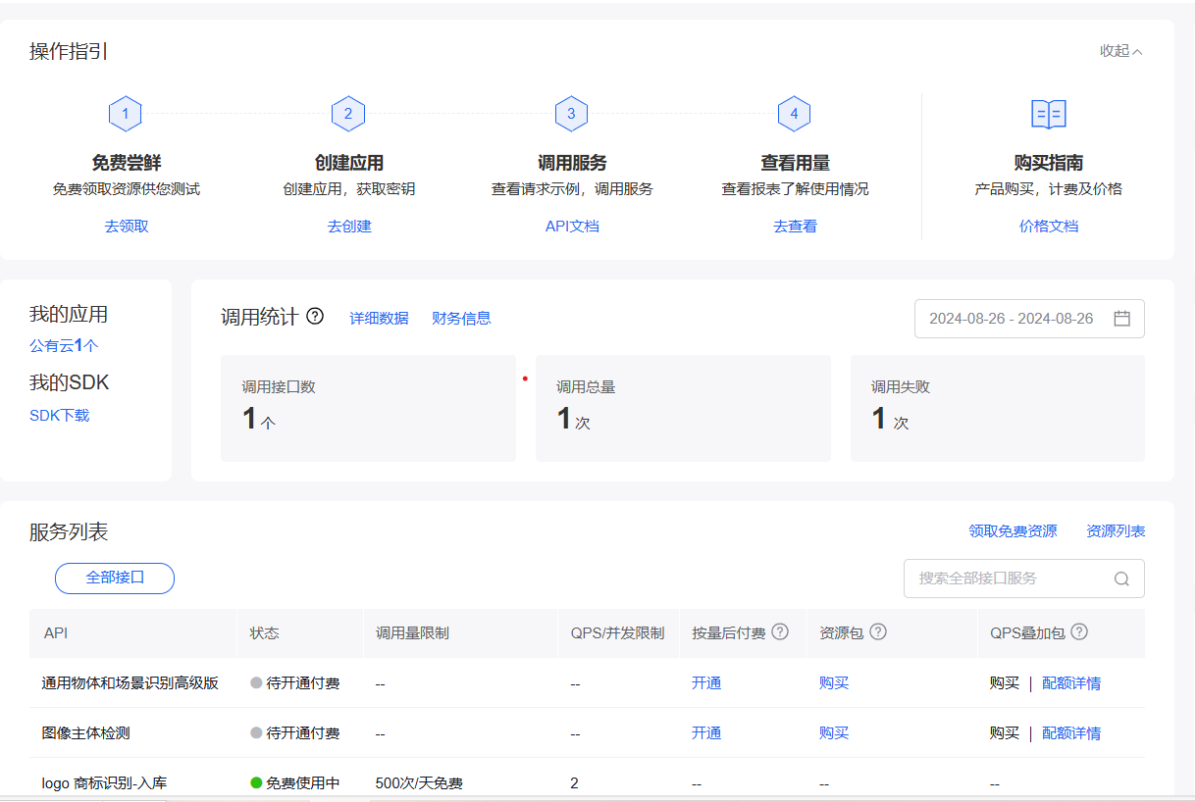 操作指引
收起
1
2
3
4
免费尝鲜
创建应用
调用服务
查看用量
购买指南
免费领取资源供您测试
创建应用，获取密钥
查看请求示例，调用服务
查看报表了解使用情况
产品购买，计费及价格
去领取
去创建
API文档
去查看
价格文档
我的应用
公有云1个
我的SDK
SDK下载
调用统计 ? 详细数据 财务信息
2024-08-26 - 2024-08-26
调用接口数
1个
调用总量
1次
调用失败
1 次
服务列表
领取免费资源 资源列表
全部接口
搜索全部接口服务
API 状态 调用量限制 QPS/并发限制 按量后付费 ? 资源包 ? QPS叠加包 ?
通用物体和场景识别高级版 待开通付费 -- -- 开通 购买 购买 | 配额详情
图像主体检测 待开通付费 -- -- 开通 购买 购买 | 配额详情
logo 商标识别-入库 免费使用中 500次/天免费 2 -- -- --